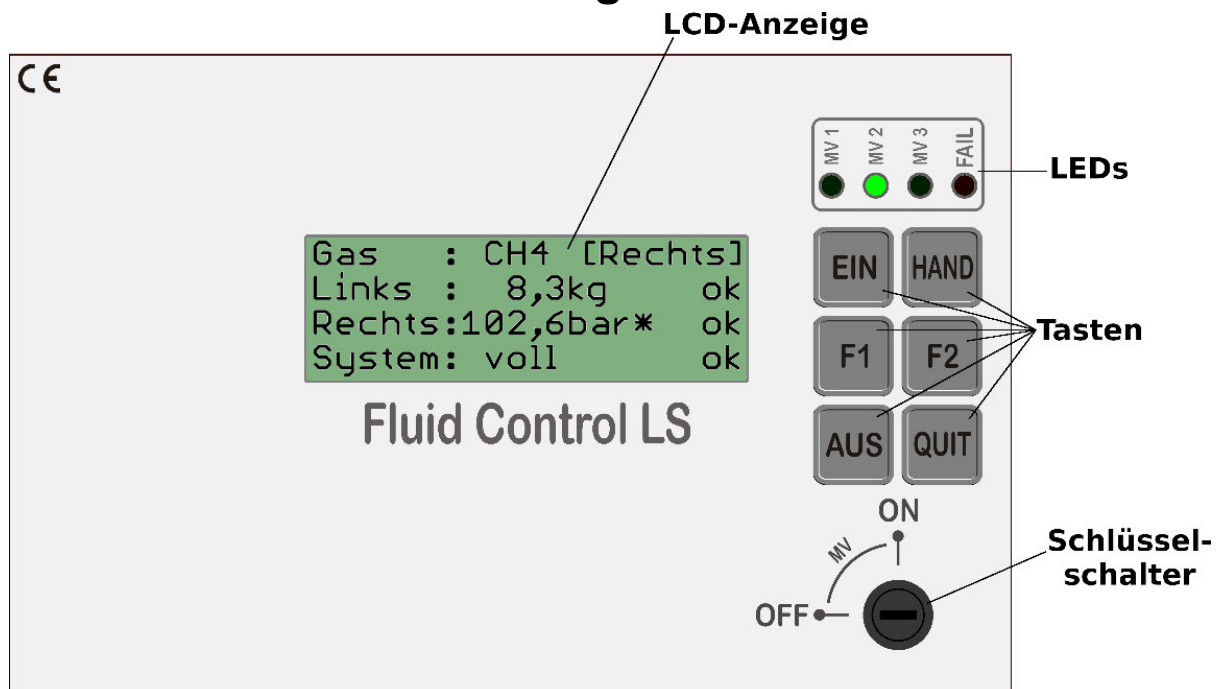 LCD-Anzeige
CE
MV 1
MV 2
MV 3
FAIL
LEDs
Gas : CH4 [Rechts]
Links : 8,3kg ok
Rechts:102,6bar* ok
System: voll ok
EIN
HAND
Tasten
F1
F2
Fluid Control LS
AUS
QUIT
ON
MV
Schlüssel-
schalter
OFF